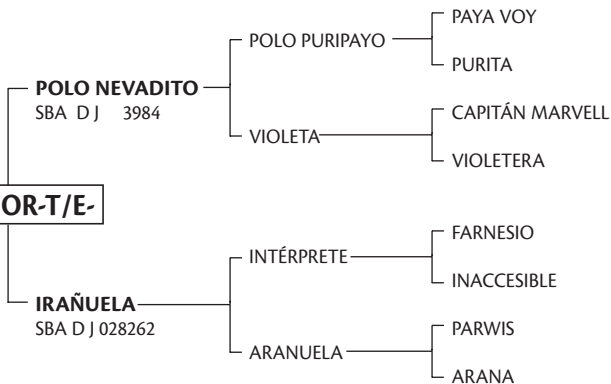 PAYA VOY
POLO PURIPAYO
PURITA
POLO NEVADITO
SBA D J 3984
CAPITÁN MARVELL
VIOLETA
VIOLETERA
OR-T/E-
FARNESIO
INTÉRPRETE
INACCESIBLE
IRAÑUELA
SBA D J 028262
PARWIS
ARANUELA
ARANA